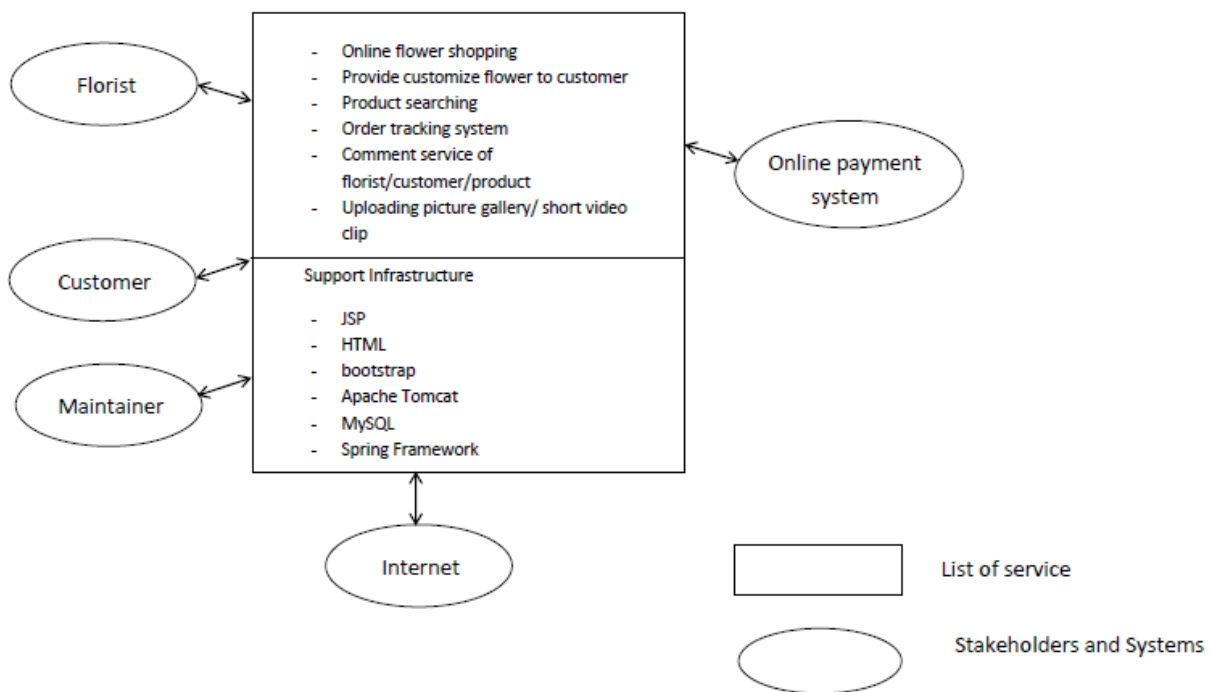 Florist
- Online flower shopping
- Provide customize flower to customer
- Product searching
- Order tracking system
- Comment service of
florist/customer/product
- Uploading picture gallery/ short video
clip
Online payment
system
Customer
Support Infrastructure
- JSP
- HTML
- bootstrap
- Apache Tomcat
- MySQL
- Spring Framework
Maintainer
Internet
List of service
Stakeholders and Systems